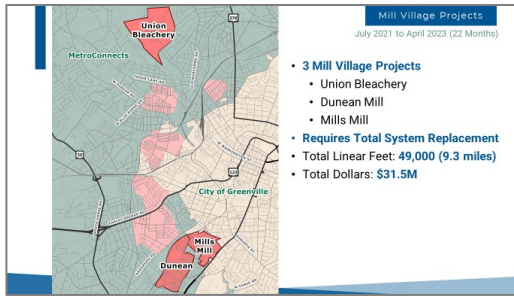 Mill Village Projects
July 2021 to April 2023 (22 Months)
• 3 Mill Village Projects
• Union Bleachery
• Dunean Mill
• Mills Mill
• Requires Total System Replacement
• Total Linear Feet: 49,000 (9.3 miles)
• Total Dollars: $31.5M
Union
Bleachery
MetroConnects
City of Greenville
Mills
Mill
Dunean